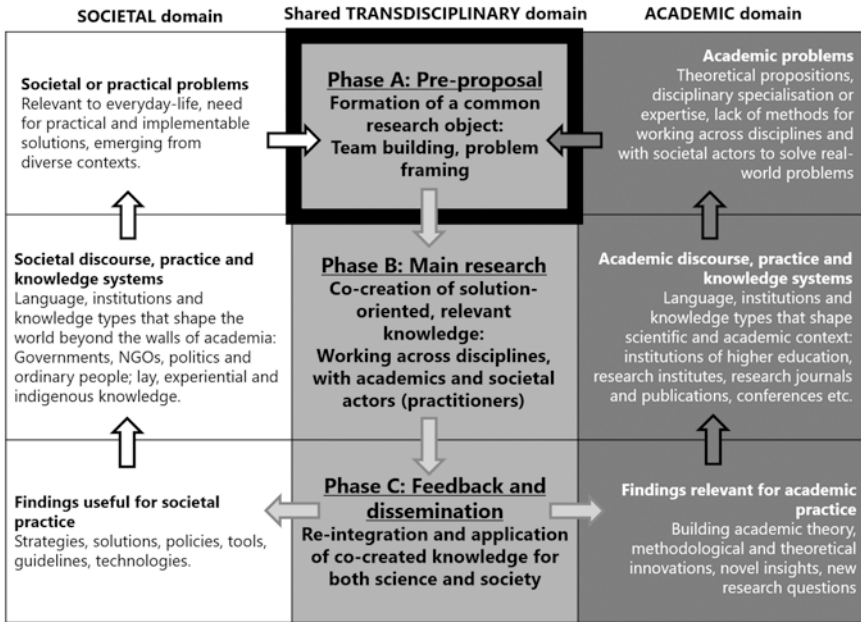 SOCIETAL domain
Shared TRANSDISCIPLINARY domain
ACADEMIC domain
Societal or practical problems
Relevant to everyday-life, need
for practical and implementable
solutions, emerging from
diverse contexts.
Phase A: Pre-proposal
Formation of a common
research object:
Team building, problem
framing
Academic problems
Theoretical propositions,
disciplinary specialisation or
expertise, lack of methods for
working across disciplines and
with societal actors to solve real-
world problems
Societal discourse, practice and
knowledge systems
Language, institutions and
knowledge types that shape the
world beyond the walls of academia:
Governments, NGOs, politics and
ordinary people; lay, experiential and
indigenous knowledge.
Phase B: Main research
Co-creation of solution-
oriented, relevant
knowledge:
Working across disciplines,
with academics and societal
actors (practitioners)
Academic discourse, practice and
knowledge systems
Language, institutions and
knowledge types that shape
scientific and academic context:
institutions of higher education,
research institutes, research journals
and publications, conferences etc.
Findings useful for societal
practice
Strategies, solutions, policies, tools,
guidelines, technologies.
Phase C: Feedback and
dissemination
Re-integration and application
of co-created knowledge for
both science and society
Findings relevant for academic
practice
Building academic theory,
methodological and theoretical
innovations, novel insights, new
research questions